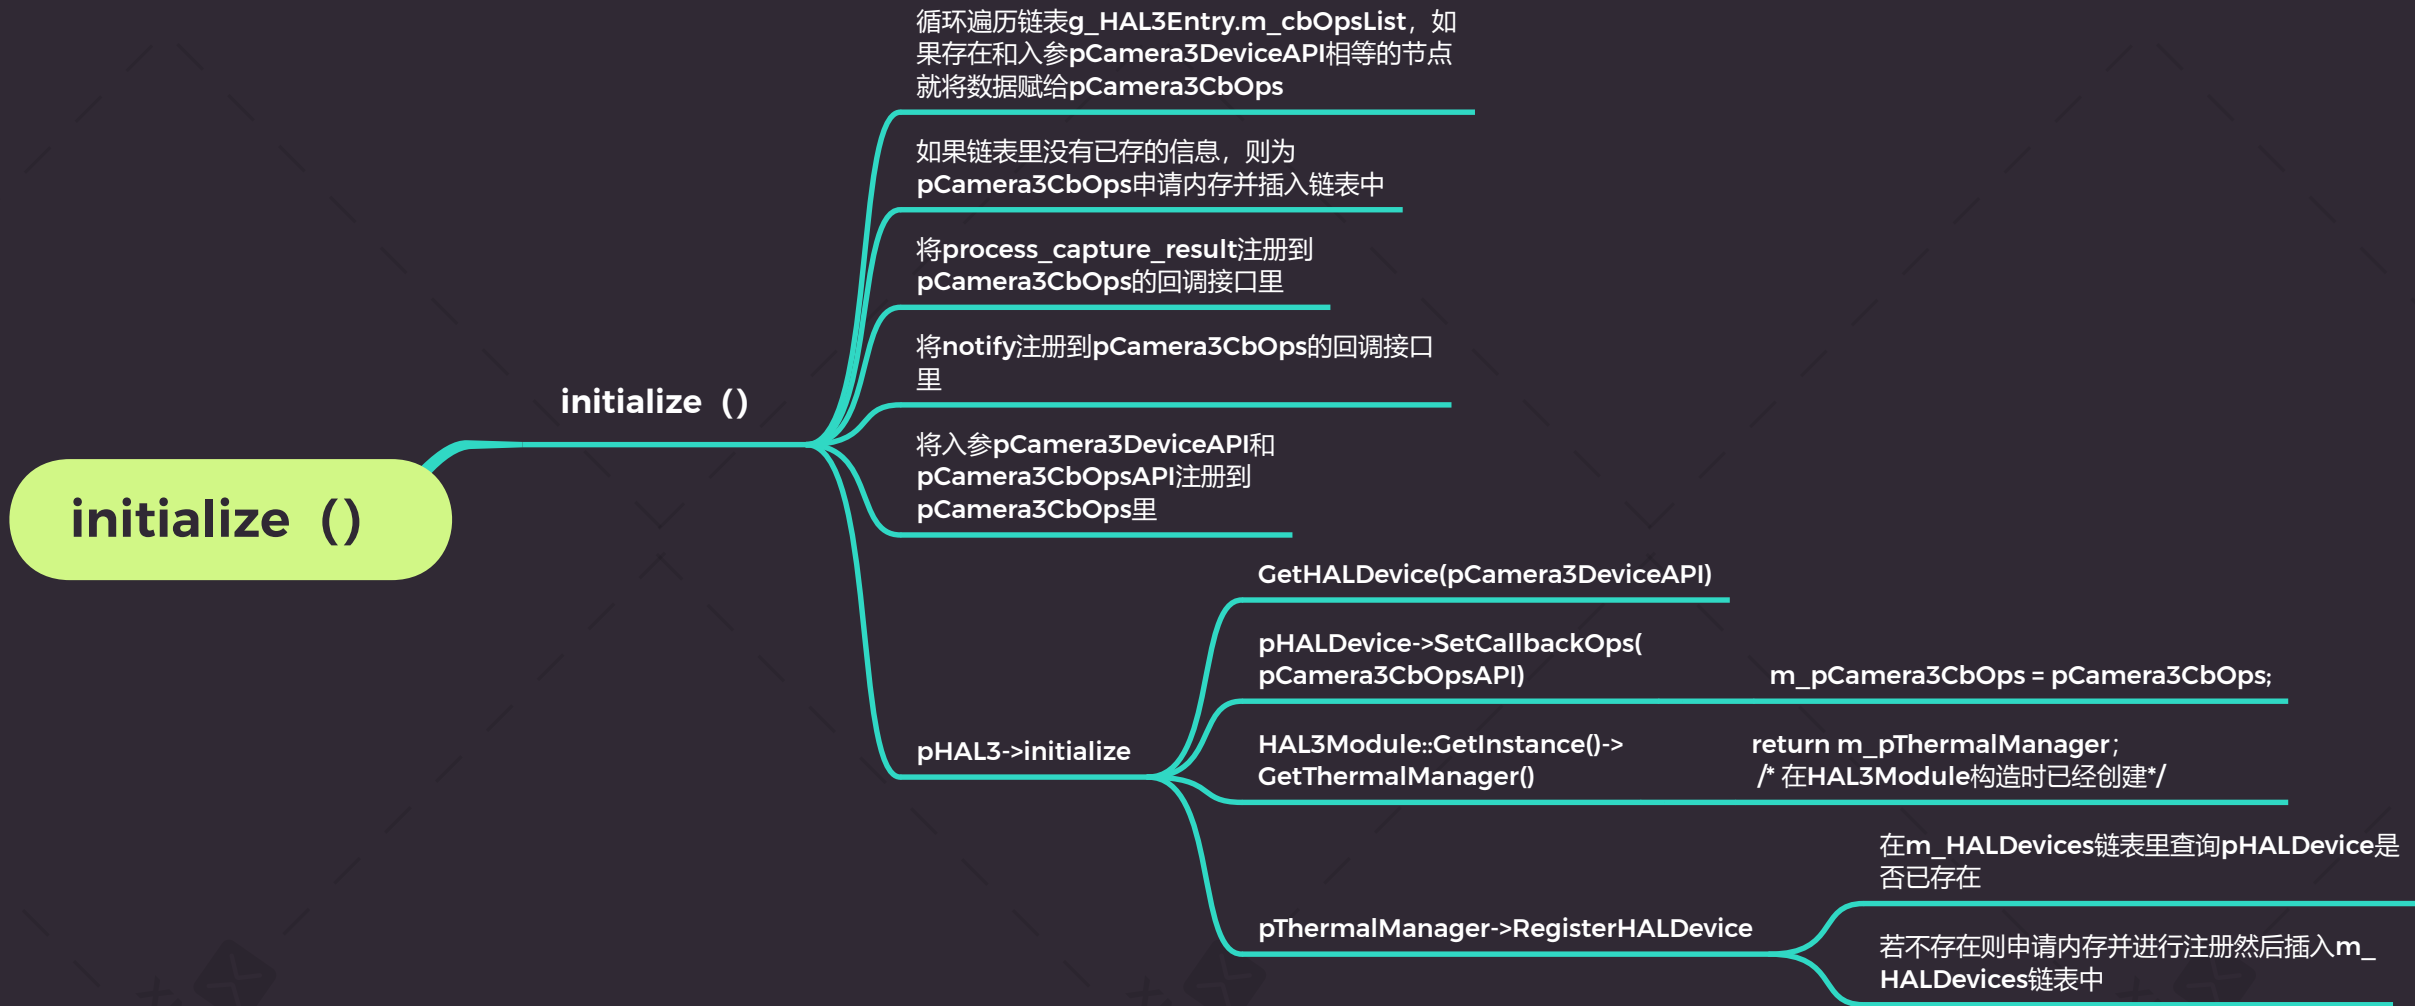 initialize（）
initialize（）
循环遍历链表g_HAL3Entry.m_cbOpsList，如
果存在和入参pCamera3DeviceAPI相等的节点
就将数据赋给pCamera3CbOps
如果链表里没有已存的信息，则为
pCamera3CbOps申请内存并插入链表中
将process_capture_result注册到
pCamera3CbOps的回调接口里
将notify注册到pCamera3CbOps的回调接口
里
将入参pCamera3DeviceAPI和
pCamera3CbOpsAPI注册到
pCamera3CbOps里
pHAL3->initialize
GetHALDevice(pCamera3DeviceAPI)
pHALDevice->SetCallbackOps(
pCamera3CbOpsAPI)
m_pCamera3CbOps = pCamera3CbOps;
HAL3Module::GetInstance()->
GetThermalManager()
return m_pThermalManager；
/* 在HAL3Module构造时已经创建*/
pThermalManager->RegisterHALDevice
在m_HALDevices链表里查询pHALDevice是
否已存在
若不存在则申请内存并进行注册然后插入m_
HALDevices链表中